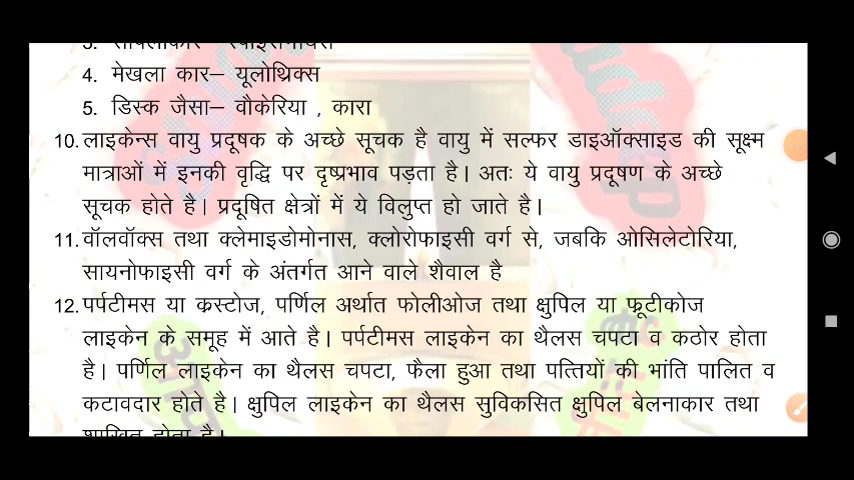 4. मेखला कार– यूलोथ्रिक्स
5. डिस्क जैसा– वौकेरिया , कारा
10. लाइकेन्स वायु प्रदूषक के अच्छे सूचक है वायु में सल्फर डाइऑक्साइड की सूक्ष्म
मात्राओं में इनकी वृद्धि पर दृष्प्रभाव पड़ता है। अतः ये वायु प्रदूषण के अच्छे
सूचक होते है। प्रदूषित क्षेत्रों में ये विलुप्त हो जाते है।
11. वॉलवॉक्स तथा क्लेमाइडोमोनास, क्लोरोफाइसी वर्ग से, जबकि ओसिलेटोरिया,
सायनोफाइसी वर्ग के अंतर्गत आने वाले शैवाल है
12. पर्पटीमस या क्रस्टोज, पर्णिल अर्थात फोलीओज तथा क्षुपिल या फ्रूटीकोज
लाइकेन के समूह में आते है। पर्पटीमस लाइकेन का थैलस चपटा व कठोर होता
है। पर्णिल लाइकेन का थैलस चपटा, फैला हुआ तथा पत्तियों की भांति पालित व
कटावदार होते है। क्षुपिल लाइकेन का थैलस सुविकसित क्षुपिल बेलनाकार तथा
शाखित होता है।